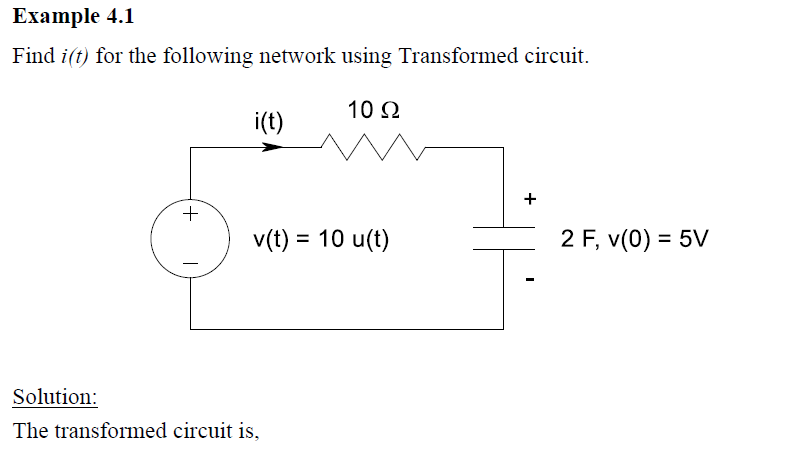 Example 4.1
Find i(t) for the following network using Transformed circuit.
10 Ω
i(t)
+
+
v(t) = 10 u(t)
2 F, v(0) = 5V
-
Solution:
The transformed circuit is,